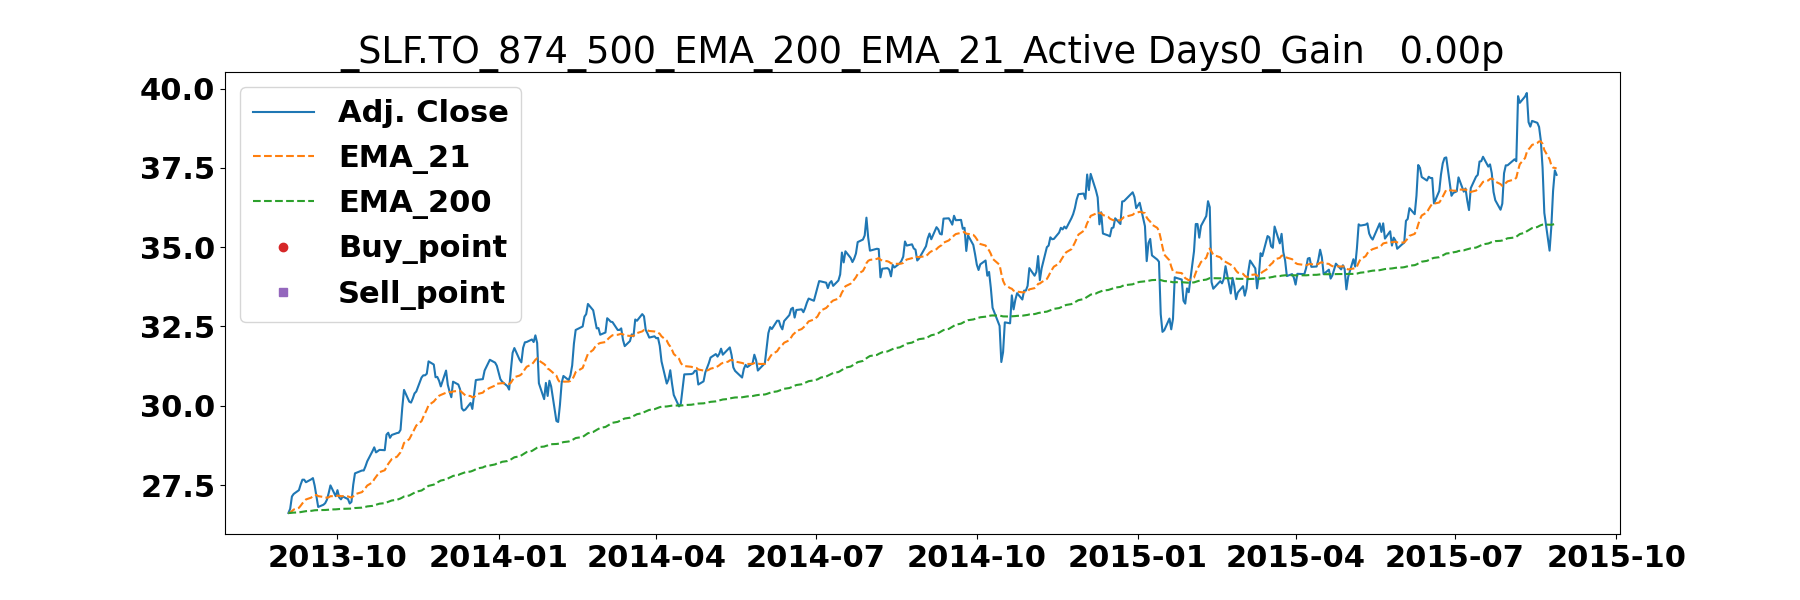 _SLF.TO_874_500_EMA_200_EMA_21_Active Days0_Gain   0.00p
40.0
37.5
35.0
32.5
30.0
27.5
Adj. Close
EMA_21
EMA_200
Buy_point
Sell_point
2013-10 2014-01 2014-04 2014-07 2014-10 2015-01 2015-04 2015-07 2015-10